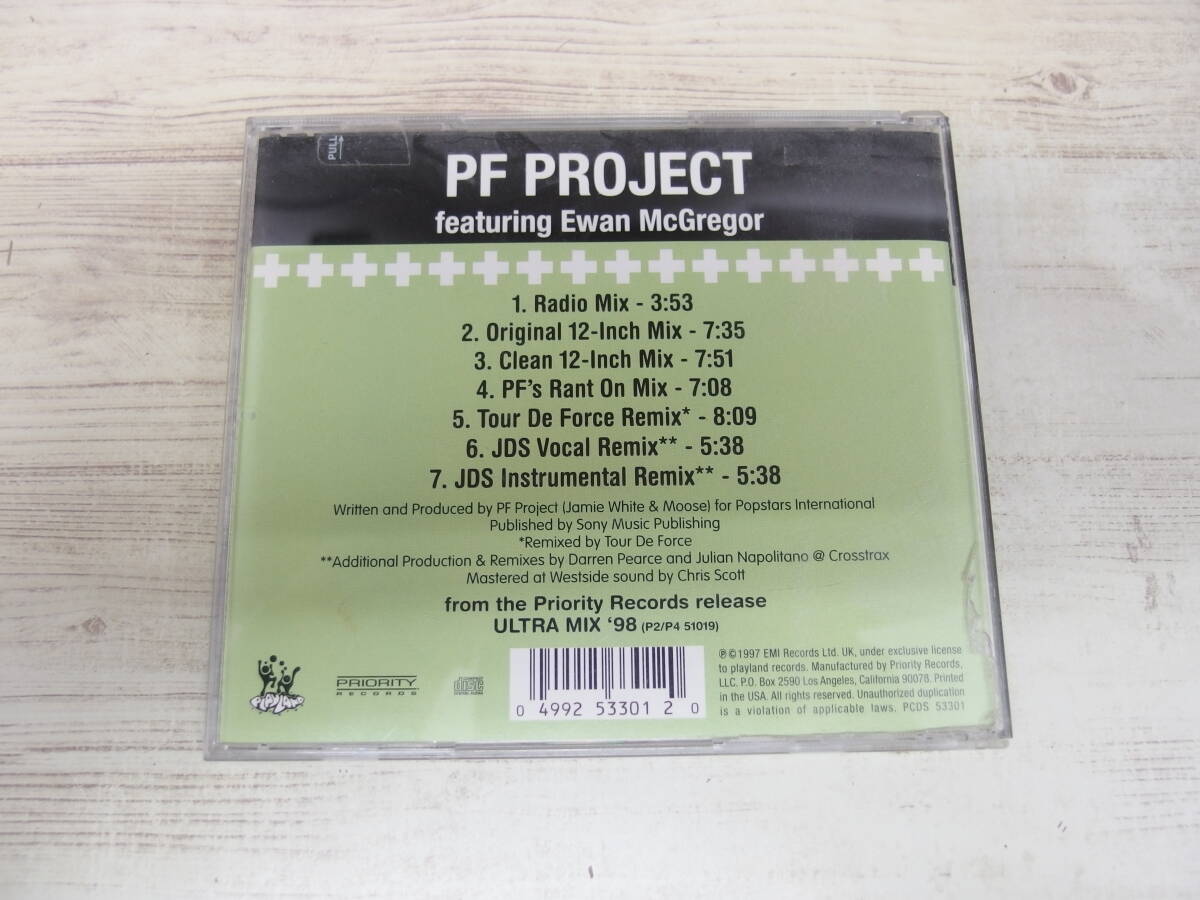 PULL
PF PROJECT
featuring Ewan McGregor
1. Radio Mix - 3:53
2. Original 12-Inch Mix - 7:35
3. Clean 12-Inch Mix - 7:51
4. PF's Rant On Mix - 7:08
5. Tour De Force Remix* - 8:09
6. JDS Vocal Remix** - 5:38
7. JDS Instrumental Remix** - 5:38
Written and Produced by PF Project (Jamie White & Moose) for Popstars International
Published by Sony Music Publishing
*Remixed by Tour De Force
**Additional Production & Remixes by Darren Pearce and Julian Napolitano @ Crosstrax
Mastered at Westside sound by Chris Scott
from the Priority Records release
ULTRA MIX '98 (P2/P4 51019)
PLAYLAND
PRIORITY
RECORDS
disc
0 4992 53301 2 0
℗©1997 EMI Records Ltd. UK, under exclusive license
to playland records. Manufactured by Priority Records,
LLC. P.O. Box 2590 Los Angeles, California 90078. Printed
in the USA. All rights reserved. Unauthorized duplication
is a violation of applicable laws. PCDS 53301